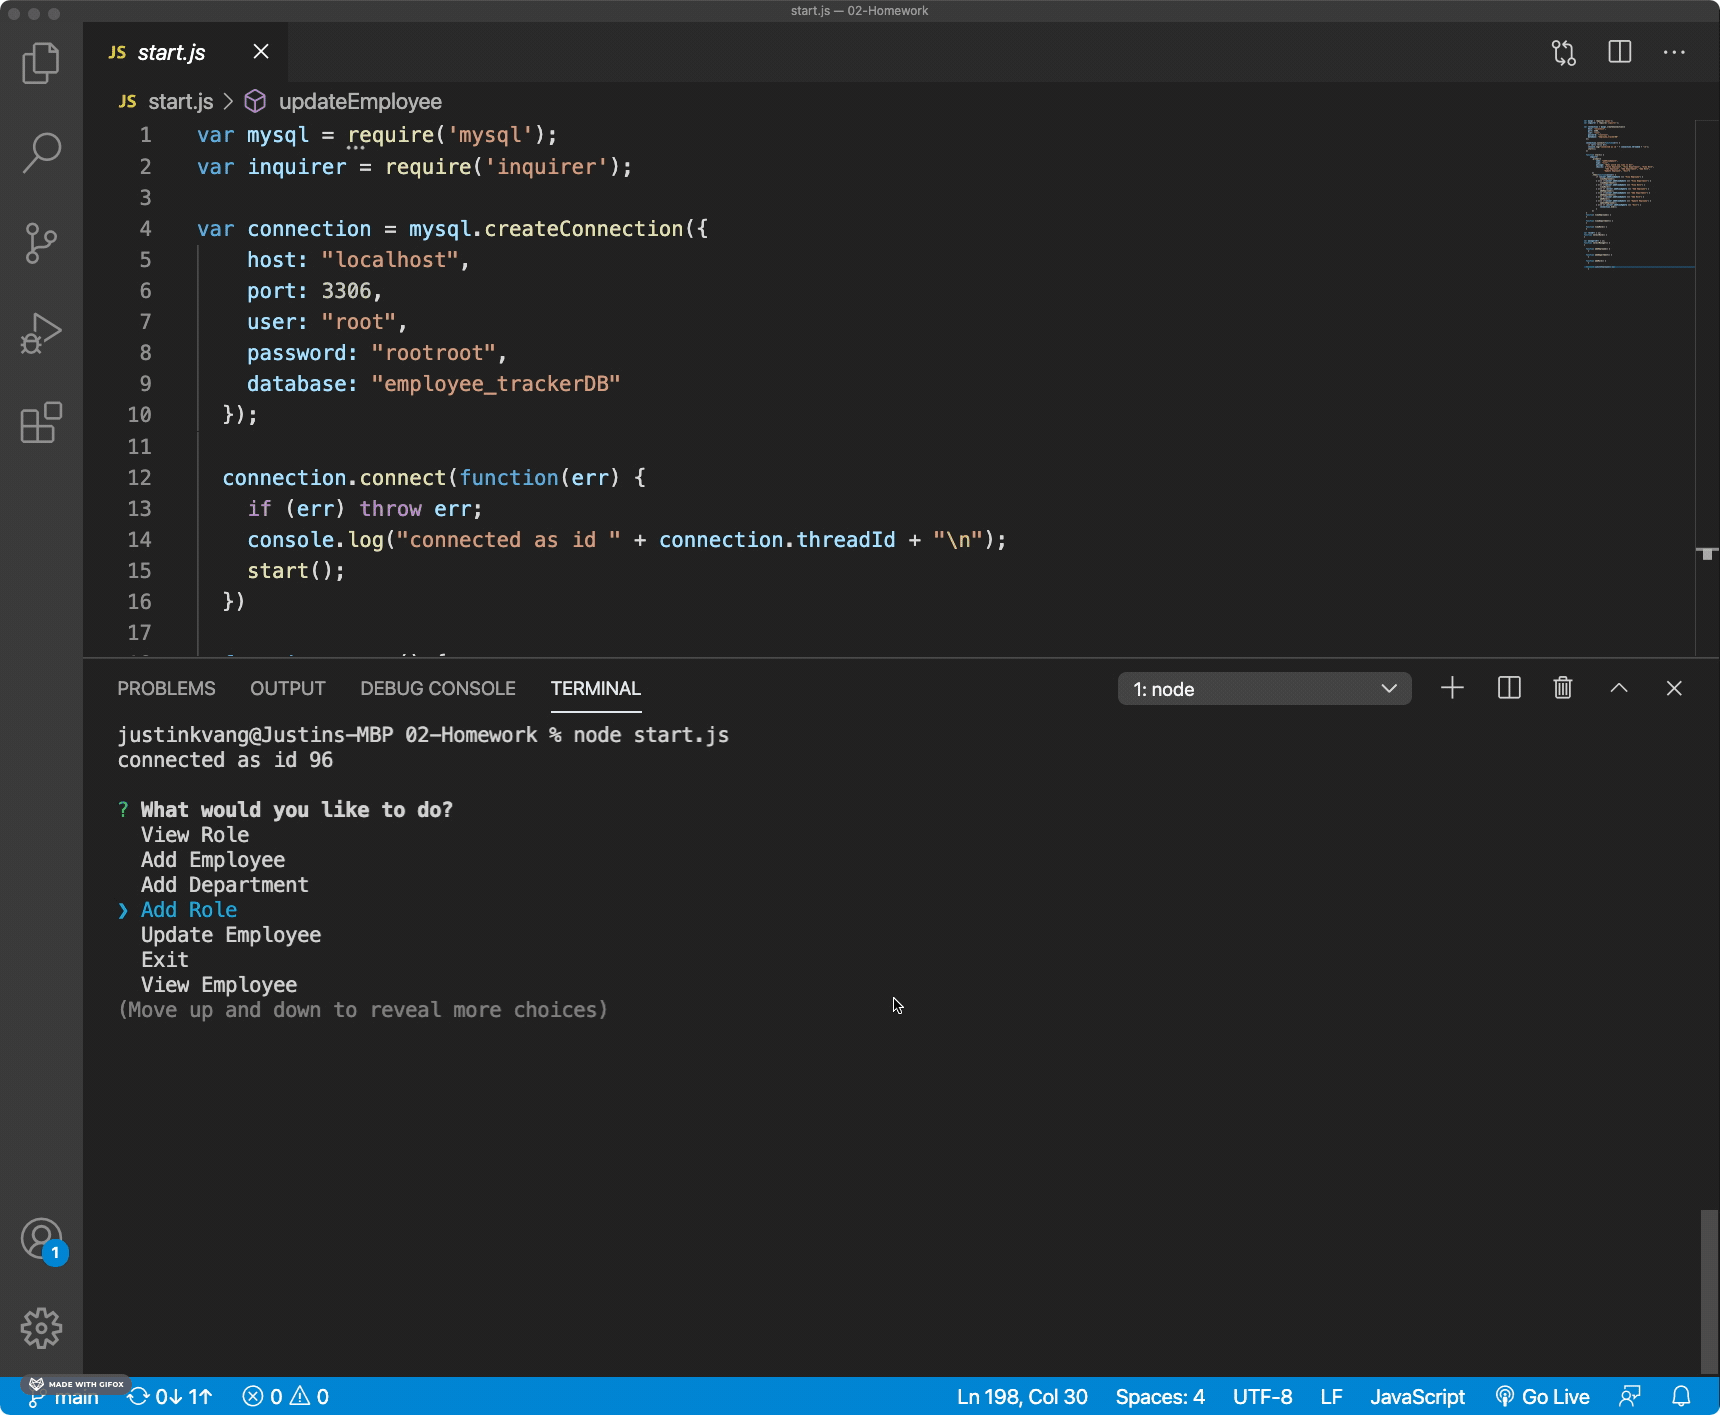 start.js — 02-Homework
JS start.js
JS start.js > updateEmployee
1 var mysql = require('mysql');
2 var inquirer = require('inquirer');
3
4 var connection = mysql.createConnection({
5 host: "localhost",
6 port: 3306,
7 user: "root",
8 password: "rootroot",
9 database: "employee_trackerDB"
10 });
11
12 connection.connect(function(err) {
13 if (err) throw err;
14 console.log("connected as id " + connection.threadId + "\n");
15 start();
16 })
17
PROBLEMS OUTPUT DEBUG CONSOLE TERMINAL 1: node
justinkvang@Justins-MBP 02-Homework % node start.js
connected as id 96
? What would you like to do?
View Role
Add Employee
Add Department
❯ Add Role
Update Employee
Exit
View Employee
(Move up and down to reveal more choices)
1
MADE WITH GIFOX
main 0↓ 1↑ 0 0 Ln 198, Col 30 Spaces: 4 UTF-8 LF JavaScript Go Live